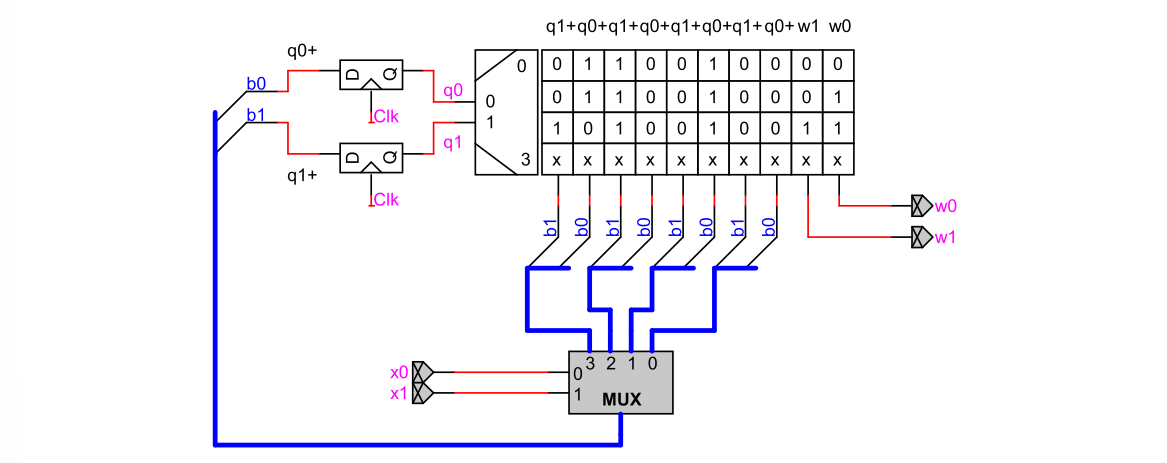 q1+q0+q1+q0+q1+q0+q1+q0+ w1 w0
q0+
D Q
Clk
b0
b1
q0
q1
q1+
D Q
Clk
0
0
1
3
0 1 1 0 0 1 0 0 0 0
0 1 1 0 0 1 0 0 0 1
1 0 1 0 0 1 0 0 1 1
x x x x x x x x x x
b1 b0 b1 b0 b1 b0 b1 b0
w0
w1
3 2 1 0
x0
0
x1
1
MUX